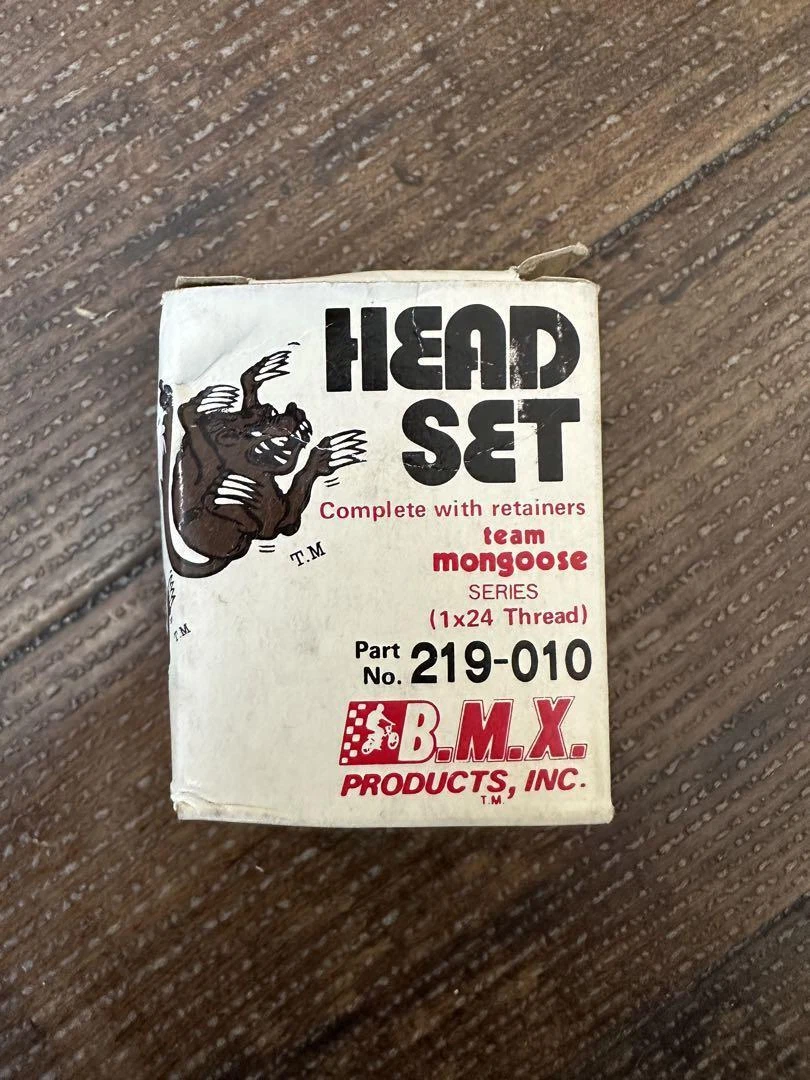 HEAD
SET
Complete with retainers
team
mongoose
SERIES
(1x24 Thread)
Part No. 219-010
B.M.X.
PRODUCTS, INC.
T.M.
T.M
T.M